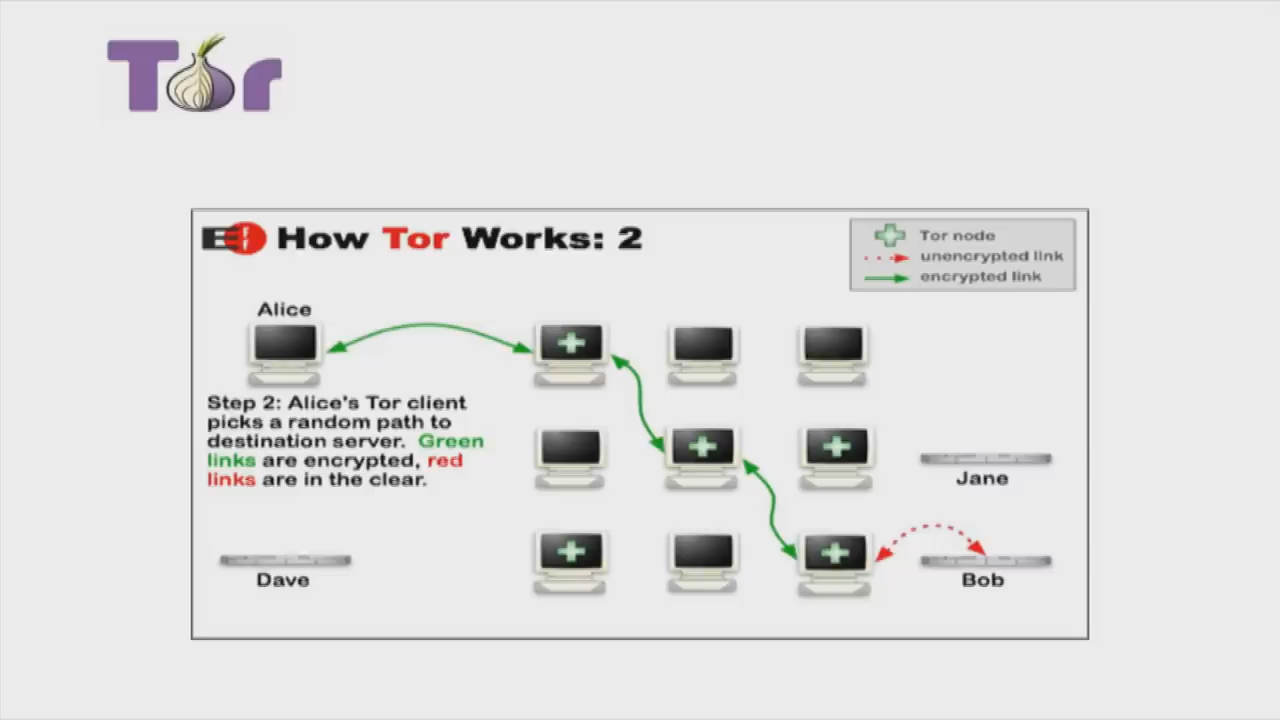 Tor
EFF How Tor Works: 2
Tor node
unencrypted link
encrypted link
Alice
Step 2: Alice's Tor client
picks a random path to
destination server. Green
links are encrypted, red
links are in the clear.
Jane
Dave
Bob